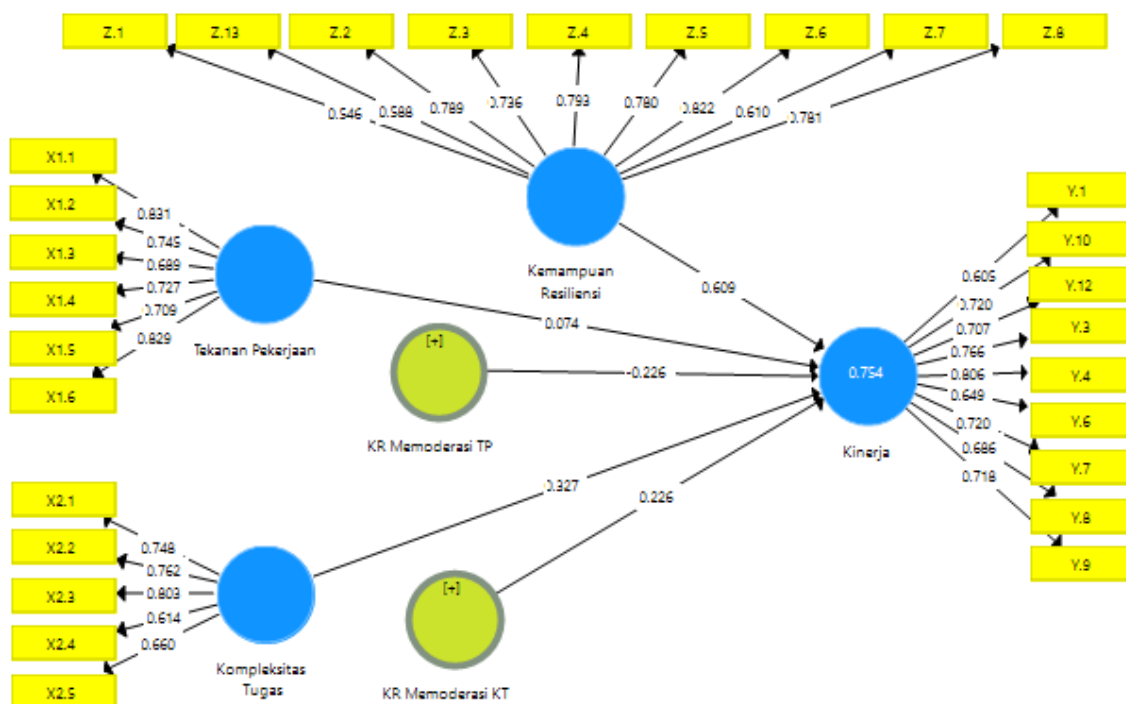 Z.1
Z.13
Z.2
Z.3
Z.4
Z.5
Z.6
Z.7
Z.8
0.546
0.588
0.789
0.736
0.793
0.780
0.822
0.610
0.781
X1.1
X1.2
X1.3
X1.4
X1.5
X1.6
0.831
0.745
0.689
0.727
0.709
0.829
Tekanan Pekerjaan
Kemampuan
Resiliensi
0.609
0.074
[+]
-0.226
KR Memoderasi TP
0.754
Kinerja
Y.1
Y.10
Y.12
Y.3
Y.4
Y.6
Y.7
Y.8
Y.9
0.605
0.720
0.707
0.766
0.806
0.649
0.720
0.686
0.718
X2.1
X2.2
X2.3
X2.4
X2.5
0.748
0.762
0.803
0.614
0.660
Kompleksitas
Tugas
0.327
0.226
[+]
KR Memoderasi KT